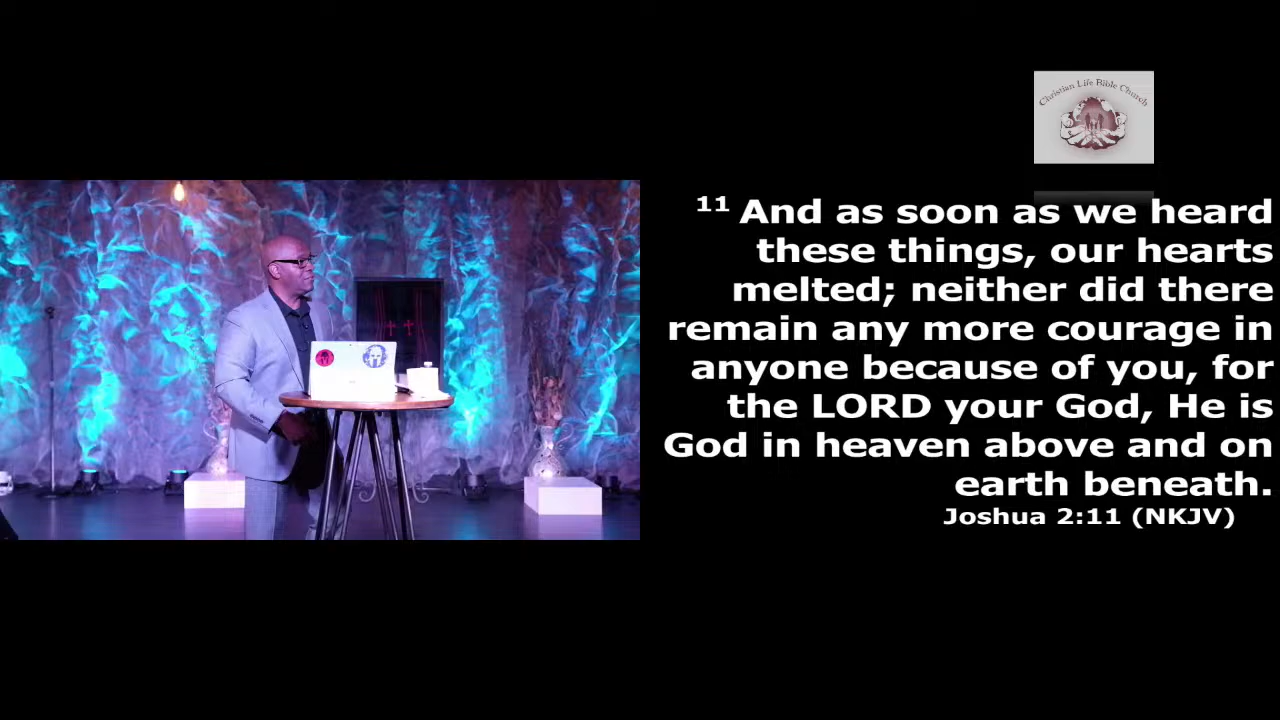 Christian Life Bible Church
11 And as soon as we heard
these things, our hearts
melted; neither did there
remain any more courage in
anyone because of you, for
the LORD your God, He is
God in heaven above and on
earth beneath.
Joshua 2:11 (NKJV)